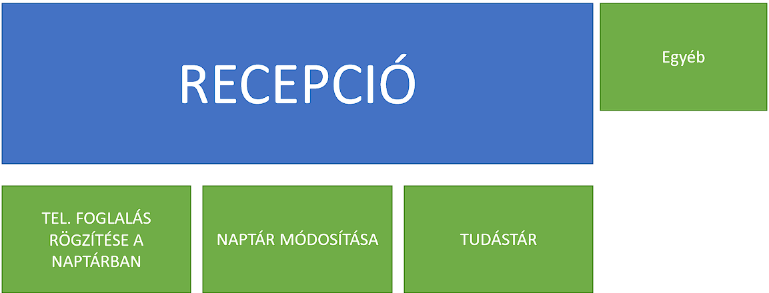 RECEPCIÓ
Egyéb
TEL. FOGLALÁS
RÖGZÍTÉSE A
NAPTÁRBAN
NAPTÁR MÓDOSÍTÁSA
TUDÁSTÁR